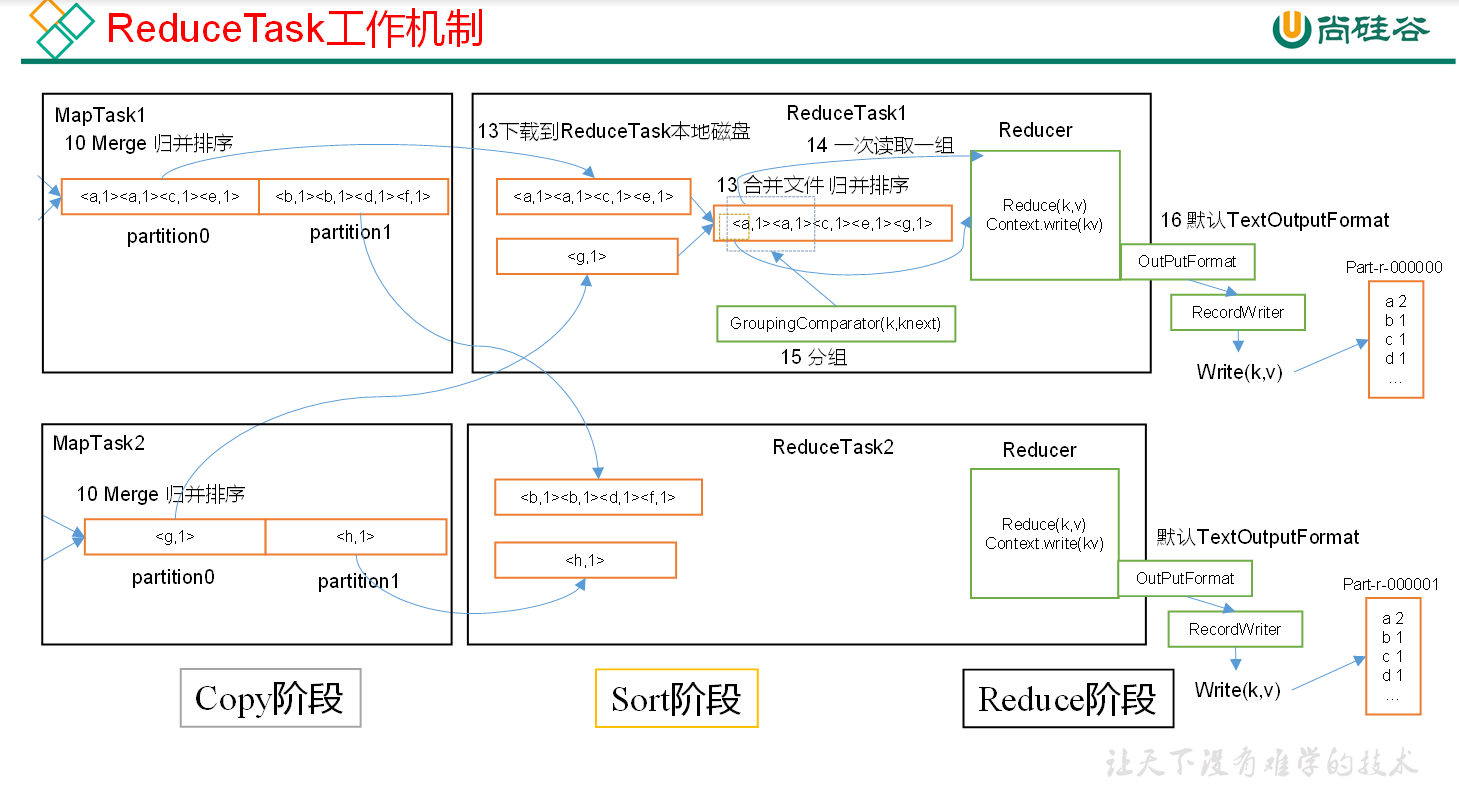 ReduceTask工作机制
尚硅谷
MapTask1
10 Merge 归并排序
<a,1><a,1><c,1><e,1>
<b,1><b,1><d,1><f,1>
partition0
partition1
ReduceTask1
13下载到ReduceTask本地磁盘
<a,1><a,1><c,1><e,1>
<g,1>
13 合并文件 归并排序
<a,1><a,1><c,1><e,1><g,1>
14 一次读取一组
GroupingComparator(k,knext)
15 分组
Reducer
Reduce(k,v)
Context.write(kv)
16 默认TextOutputFormat
OutPutFormat
RecordWriter
Write(k,v)
Part-r-000000
a 2
b 1
c 1
d 1
...
MapTask2
10 Merge 归并排序
<g,1>
<h,1>
partition0
partition1
ReduceTask2
<b,1><b,1><d,1><f,1>
<h,1>
Reducer
Reduce(k,v)
Context.write(kv)
默认TextOutputFormat
OutPutFormat
RecordWriter
Write(k,v)
Part-r-000001
a 2
b 1
c 1
d 1
...
Copy阶段
Sort阶段
Reduce阶段
让天下没有难学的技术